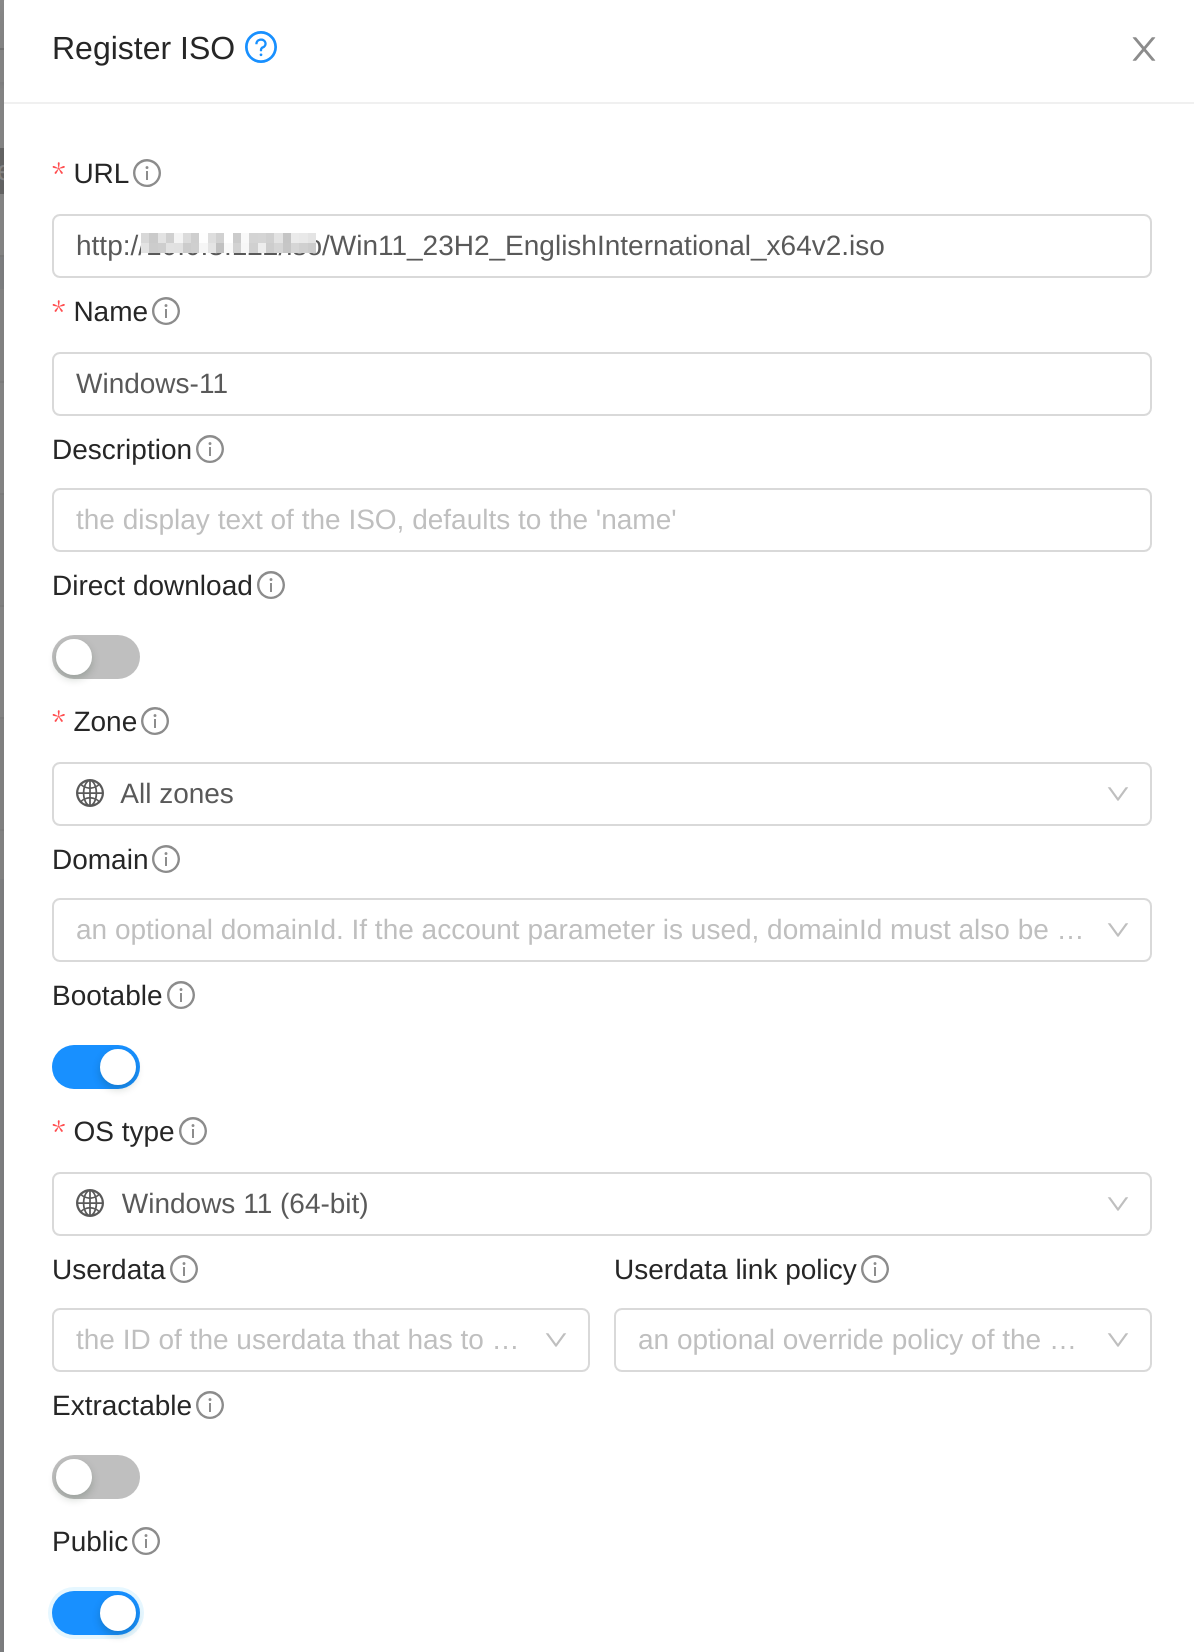 Register ISO ?
* URL
http:// /Win11_23H2_EnglishInternational_x64v2.iso
* Name
Windows-11
Description
the display text of the ISO, defaults to the 'name'
Direct download
* Zone
All zones
Domain
an optional domainId. If the account parameter is used, domainId must also be ...
Bootable
* OS type
Windows 11 (64-bit)
Userdata Userdata link policy
the ID of the userdata that has to ... an optional override policy of the ...
Extractable
Public